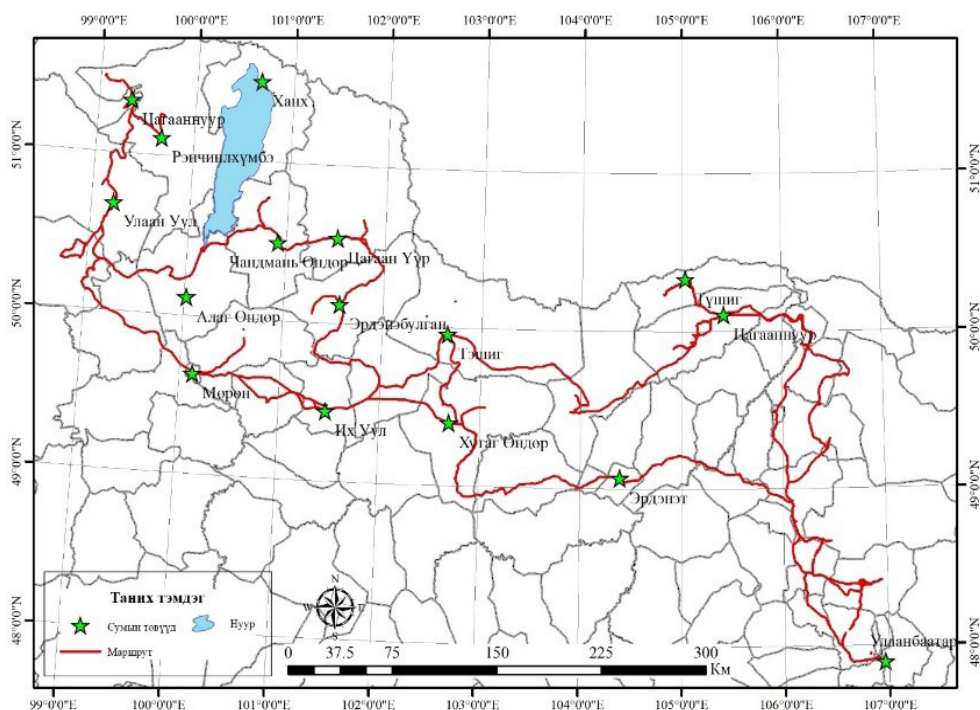 99°0'0"E 100°0'0"E 101°0'0"E 102°0'0"E 103°0'0"E 104°0'0"E 105°0'0"E 106°0'0"E 107°0'0"E
51°0'0"N
50°0'0"N
49°0'0"N
48°0'0"N
51°0'0"N
50°0'0"N
49°0'0"N
48°0'0"N
Ханх
Цагааннуур
Рэнчинлхүмбэ
Улаан Уул
Чандмань Өндөр
Цагаан Үүр
Алаг Өндөр
Эрдэнэбулган
Түшиг
Цагааннуур
Тэшиг
Мөрөн
Их Уул
Хутаг Өндөр
Эрдэнэт
Улаанбаатар
Таних тэмдэг
Сумын төвүүд
Нуур
Маршрут
N
W E
S
0 37.5 75 150 225 300
Км
99°0'0"E 100°0'0"E 101°0'0"E 102°0'0"E 103°0'0"E 104°0'0"E 105°0'0"E 106°0'0"E 107°0'0"E